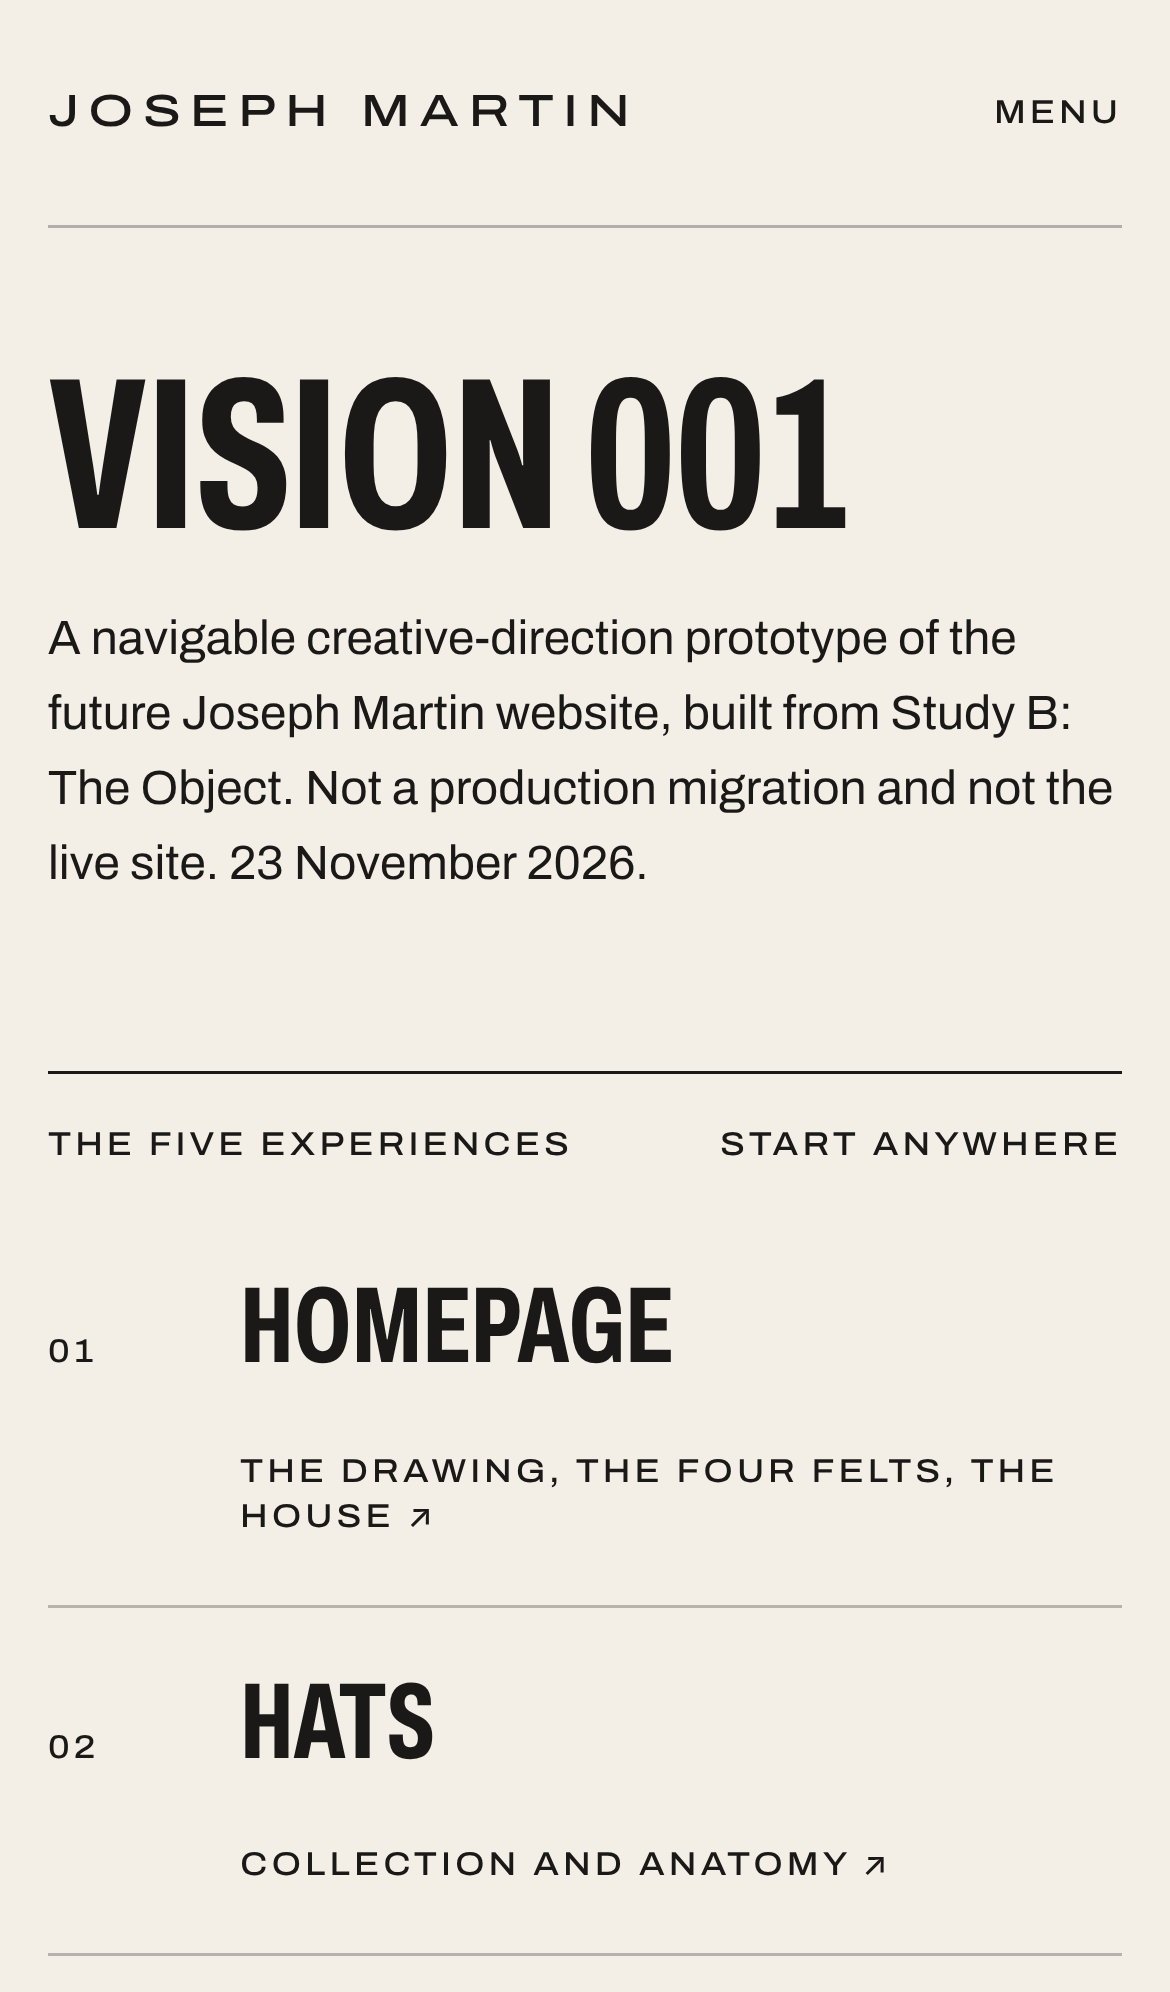 JOSEPH MARTIN
MENU
VISION 001
A navigable creative-direction prototype of the
future Joseph Martin website, built from Study B:
The Object. Not a production migration and not the
live site. 23 November 2026.
THE FIVE EXPERIENCES
START ANYWHERE
01
HOMEPAGE
THE DRAWING, THE FOUR FELTS, THE
HOUSE ↗
02
HATS
COLLECTION AND ANATOMY ↗